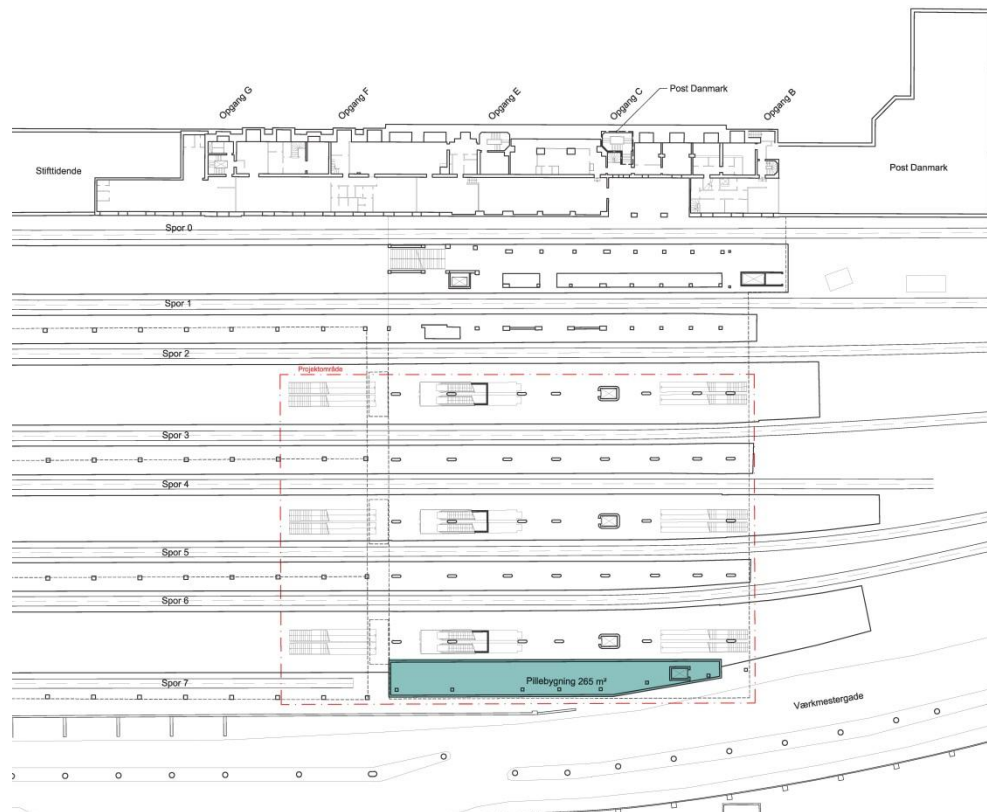 Opgang G
Opgang F
Opgang E
Opgang C
Post Danmark
Opgang B
Stifttidende
Post Danmark
Spor 0
Spor 1
Spor 2
Projektområde
Spor 3
Spor 4
Spor 5
Spor 6
Spor 7
Pillebygning 265 m²
Værkmestergade